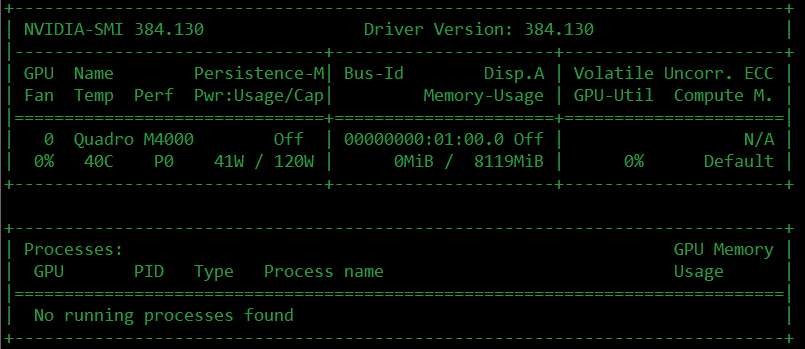 +-----------------------------------------------------------------------------+
| NVIDIA-SMI 384.130                Driver Version: 384.130                   |
|-------------------------------+----------------------+----------------------+
| GPU  Name        Persistence-M| Bus-Id        Disp.A | Volatile Uncorr. ECC |
| Fan  Temp  Perf  Pwr:Usage/Cap|         Memory-Usage | GPU-Util  Compute M. |
|===============================+======================+======================|
|   0  Quadro M4000        Off  | 00000000:01:00.0 Off |                  N/A |
|  0%   40C    P0    41W / 120W |      0MiB /  8119MiB |      0%      Default |
+-------------------------------+----------------------+----------------------+

+-----------------------------------------------------------------------------+
| Processes:                                                       GPU Memory |
|  GPU       PID   Type   Process name                             Usage      |
|=============================================================================|
|  No running processes found                                                 |
+-----------------------------------------------------------------------------+